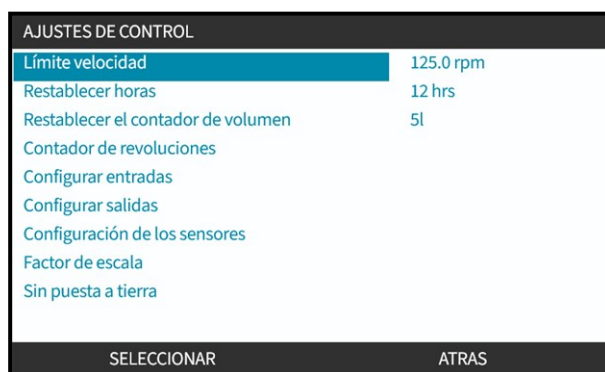 AJUSTES DE CONTROL
Límite velocidad 125.0 rpm
Restablecer horas 12 hrs
Restablecer el contador de volumen 5l
Contador de revoluciones
Configurar entradas
Configurar salidas
Configuración de los sensores
Factor de escala
Sin puesta a tierra
SELECCIONAR ATRAS